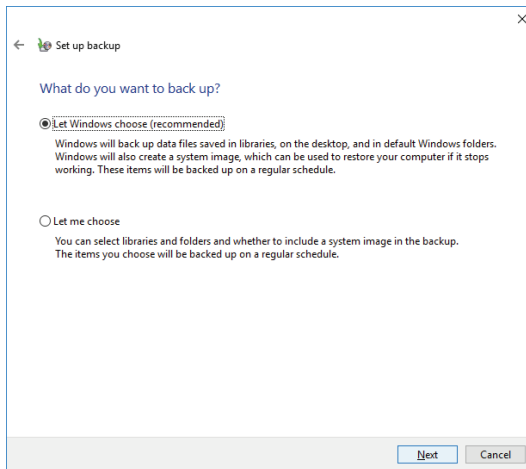 Set up backup
What do you want to back up?
Let Windows choose (recommended)
Windows will back up data files saved in libraries, on the desktop, and in default Windows folders.
Windows will also create a system image, which can be used to restore your computer if it stops
working. These items will be backed up on a regular schedule.
Let me choose
You can select libraries and folders and whether to include a system image in the backup.
The items you choose will be backed up on a regular schedule.
Next Cancel